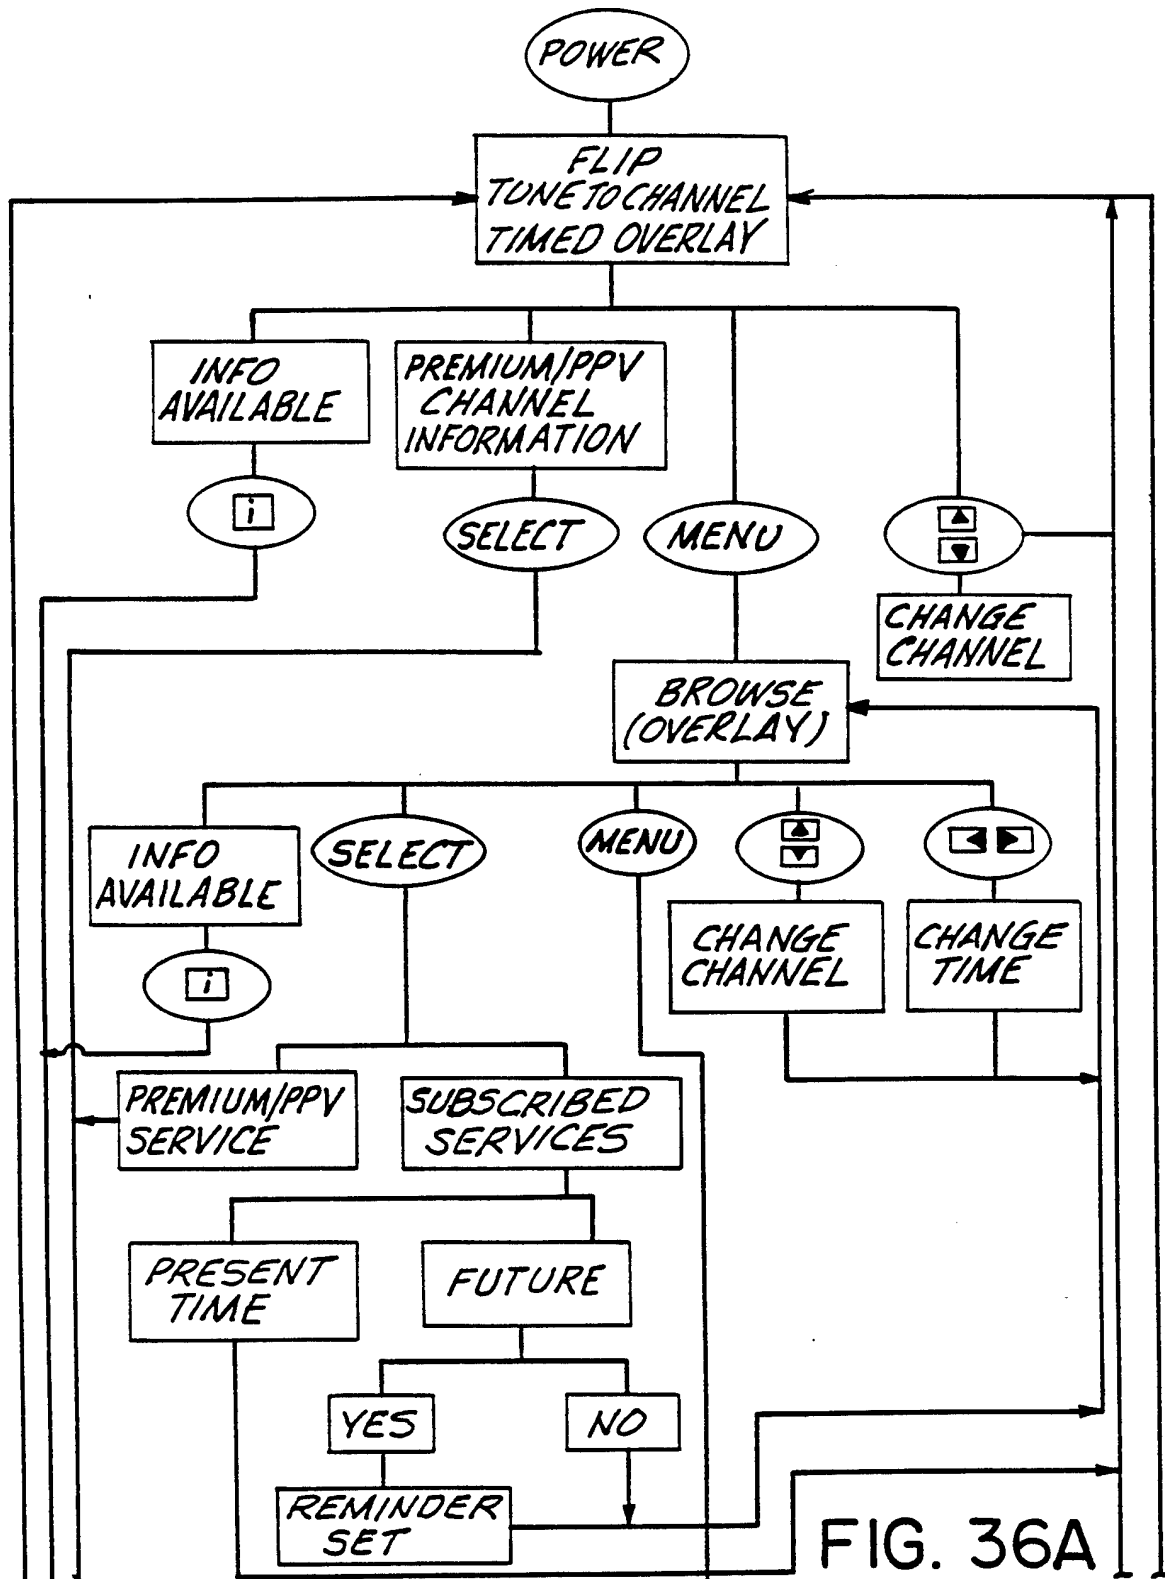 POWER
FLIP
TUNE TO CHANNEL
TIMED OVERLAY
INFO
AVAILABLE
PREMIUM/PPV
CHANNEL
INFORMATION
i
SELECT
MENU
CHANGE
CHANNEL
BROWSE
(OVERLAY)
INFO
AVAILABLE
SELECT
MENU
i
CHANGE
CHANNEL
CHANGE
TIME
PREMIUM/PPV
SERVICE
SUBSCRIBED
SERVICES
PRESENT
TIME
FUTURE
YES
NO
REMINDER
SET
FIG. 36A